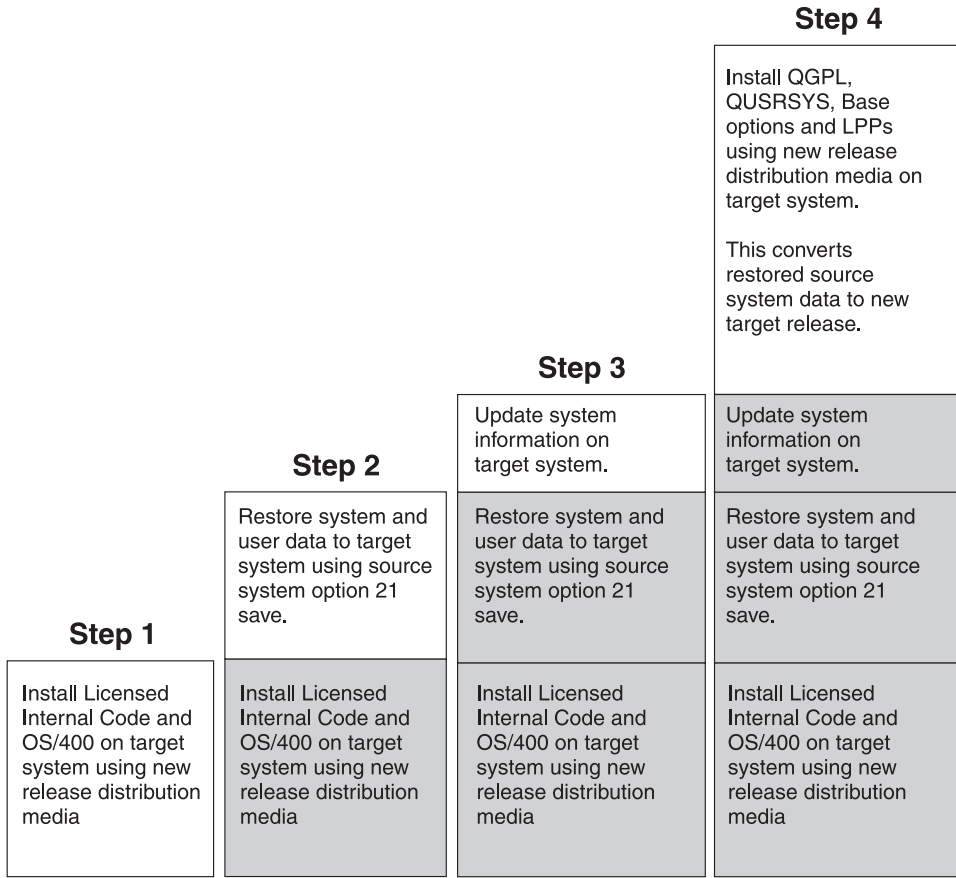 Step 1
Install Licensed
Internal Code and
OS/400 on target
system using new
release distribution
media
Step 2
Restore system and
user data to target
system using source
system option 21
save.
Install Licensed
Internal Code and
OS/400 on target
system using new
release distribution
media
Step 3
Update system
information on
target system.
Restore system and
user data to target
system using source
system option 21
save.
Install Licensed
Internal Code and
OS/400 on target
system using new
release distribution
media
Step 4
Install QGPL,
QUSRSYS, Base
options and LPPs
using new release
distribution media on
target system.
This converts
restored source
system data to new
target release.
Update system
information on
target system.
Restore system and
user data to target
system using source
system option 21
save.
Install Licensed
Internal Code and
OS/400 on target
system using new
release distribution
media